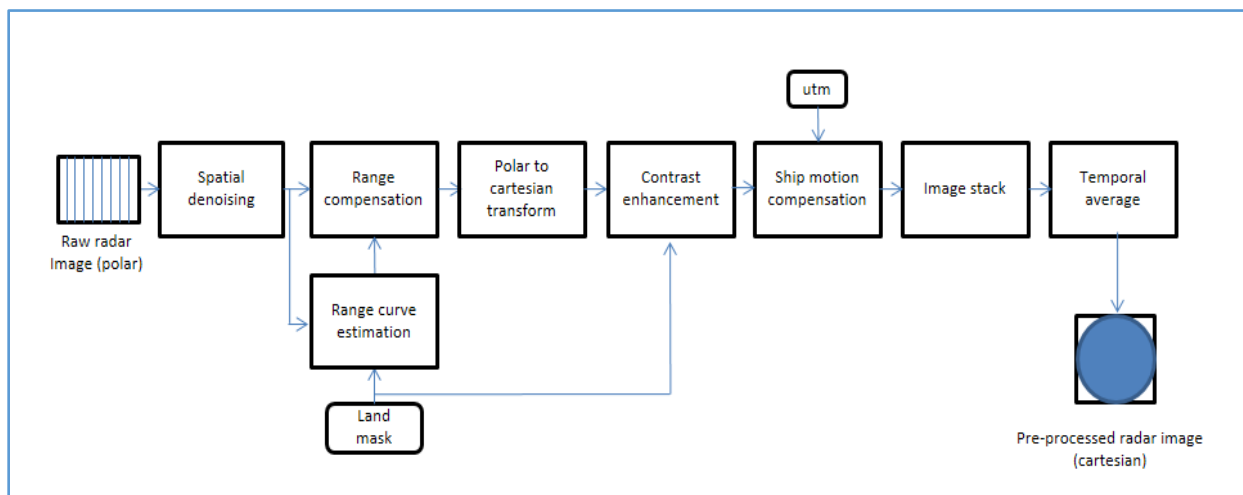 utm
Spatial
denoising
Range
compensation
Polar to
cartesian
transform
Contrast
enhancement
Ship motion
compensation
Image stack
Temporal
average
Raw radar
Image (polar)
Range curve
estimation
Land
mask
Pre-processed radar image
(cartesian)